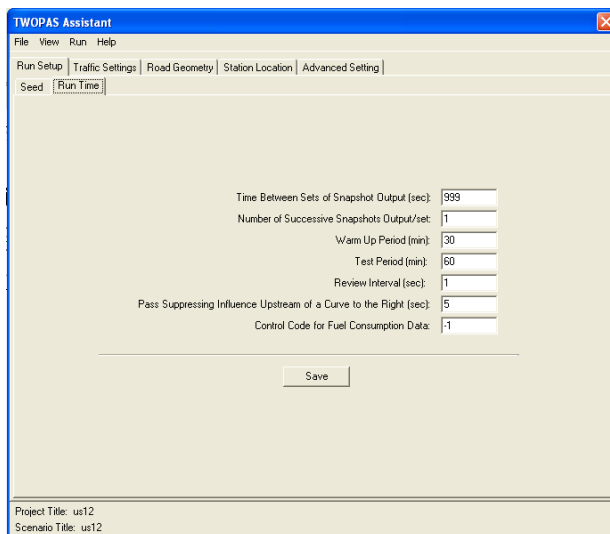 TWOPAS Assistant
File View Run Help
Run Setup Traffic Settings Road Geometry Station Location Advanced Setting
Seed Run Time
Time Between Sets of Snapshot Output (sec): 999
Number of Successive Snapshots Output/set: 1
Warm Up Period (min): 30
Test Period (min): 60
Review Interval (sec): 1
Pass Suppressing Influence Upstream of a Curve to the Right (sec): 5
Control Code for Fuel Consumption Data: -1
Save
Project Title: us12
Scenario Title: us12